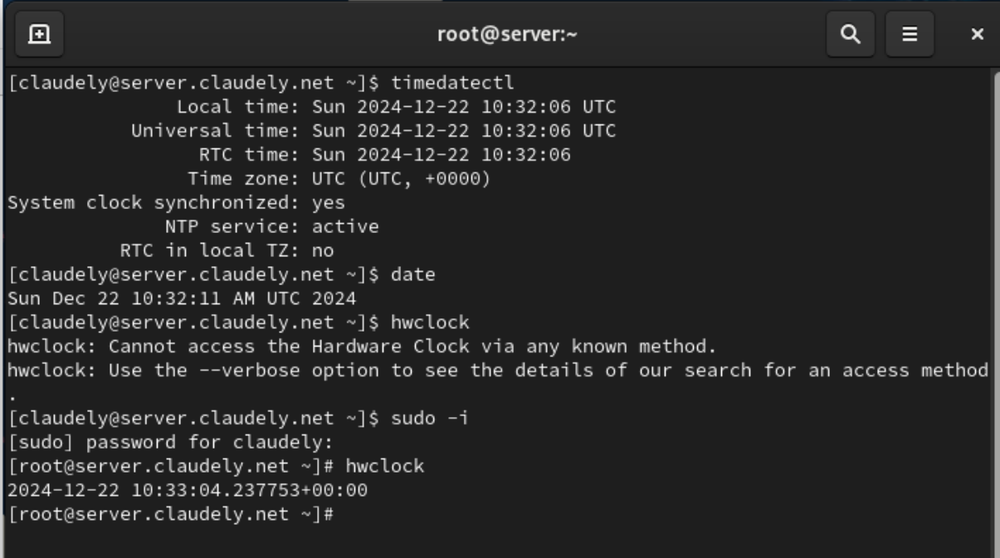 root@server:~
[claudely@server.claudely.net ~]$ timedatectl
Local time: Sun 2024-12-22 10:32:06 UTC
Universal time: Sun 2024-12-22 10:32:06 UTC
RTC time: Sun 2024-12-22 10:32:06
Time zone: UTC (UTC, +0000)
System clock synchronized: yes
NTP service: active
RTC in local TZ: no
[claudely@server.claudely.net ~]$ date
Sun Dec 22 10:32:11 AM UTC 2024
[claudely@server.claudely.net ~]$ hwclock
hwclock: Cannot access the Hardware Clock via any known method.
hwclock: Use the --verbose option to see the details of our search for an access method
.
[claudely@server.claudely.net ~]$ sudo -i
[sudo] password for claudely:
[root@server.claudely.net ~]# hwclock
2024-12-22 10:33:04.237753+00:00
[root@server.claudely.net ~]#